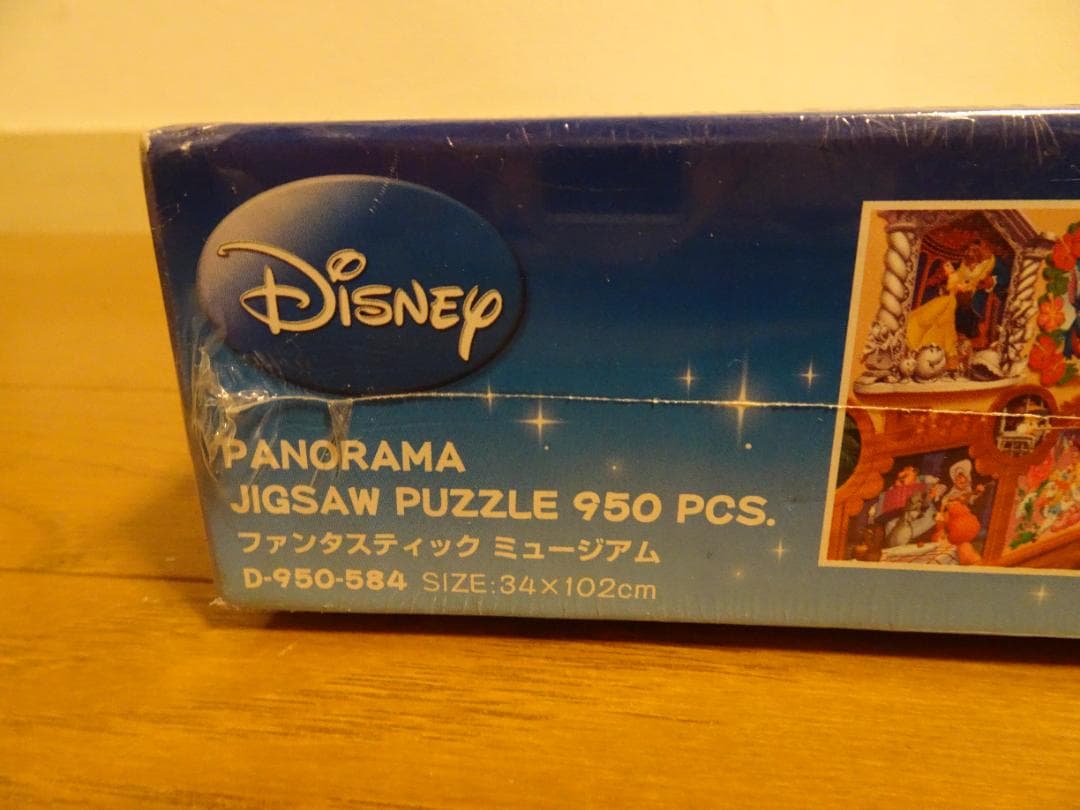 DISNEY
PANORAMA
JIGSAW PUZZLE 950 PCS.
ファンタスティック ミュージアム
D-950-584 SIZE:34×102cm